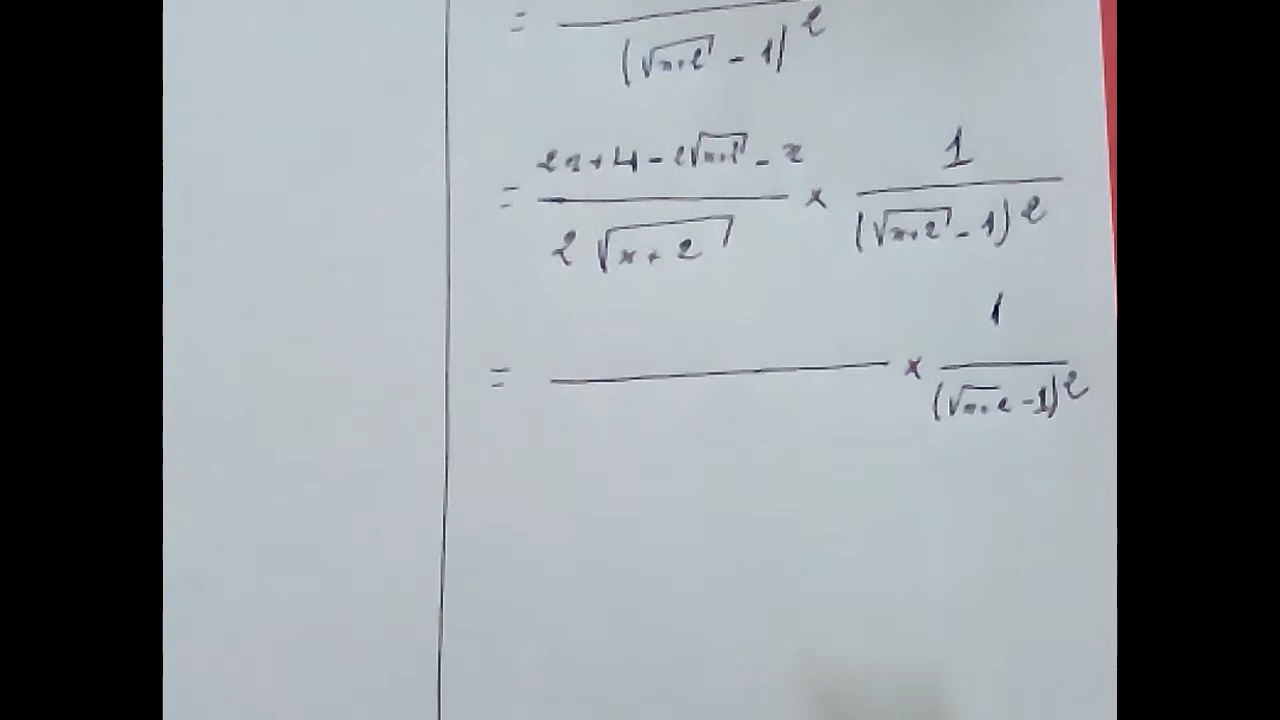 = ――― / (√x+2 - 1)²
= 2x+4-2√x+2 - x / 2√x+2 × 1 / (√x+2 - 1)²
= ――― × 1 / (√x+2 - 1)²